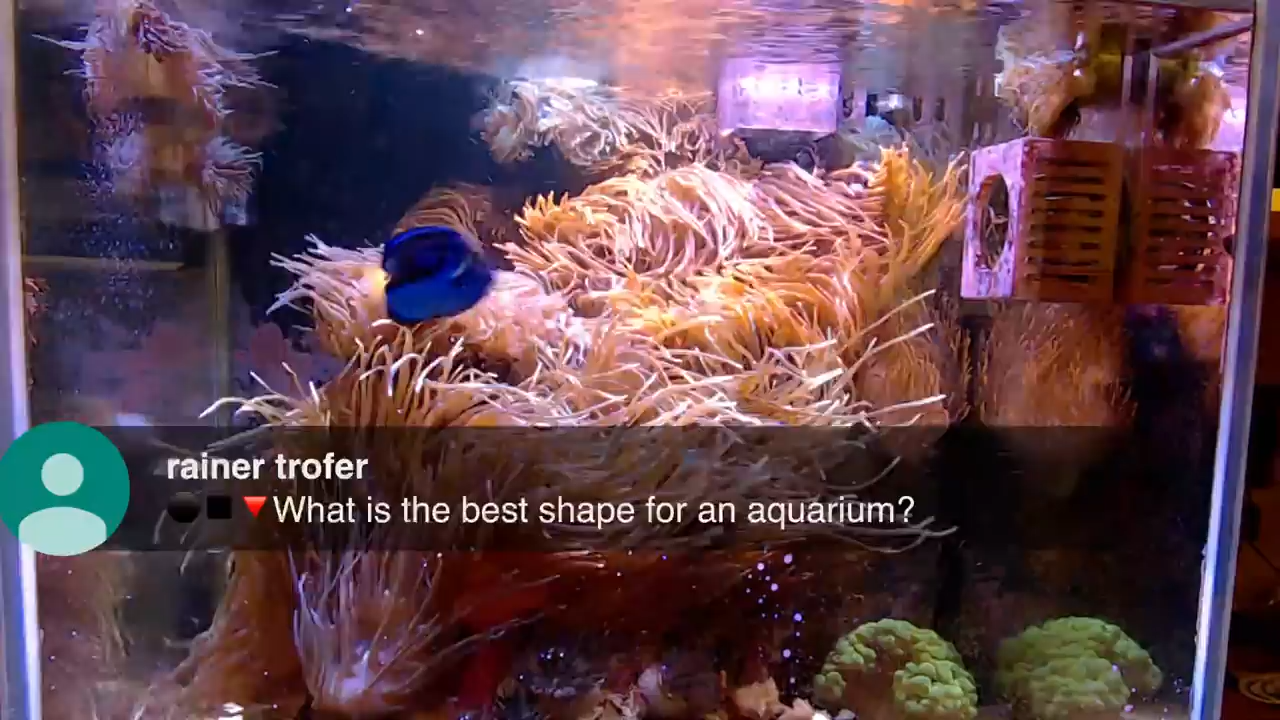 rainer trofer
⚫⬛🔻What is the best shape for an aquarium?